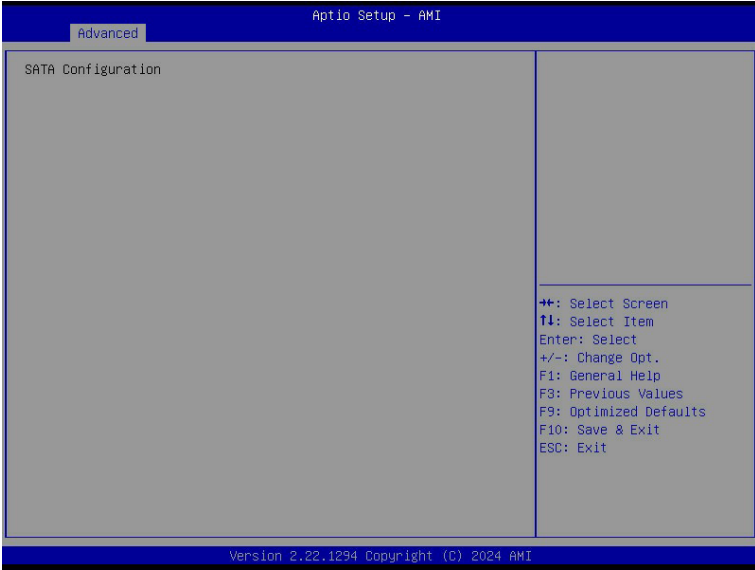 Aptio Setup – AMI
Advanced
SATA Configuration
→←: Select Screen
↑↓: Select Item
Enter: Select
+/-: Change Opt.
F1: General Help
F3: Previous Values
F9: Optimized Defaults
F10: Save & Exit
ESC: Exit
Version 2.22.1294 Copyright (C) 2024 AMI